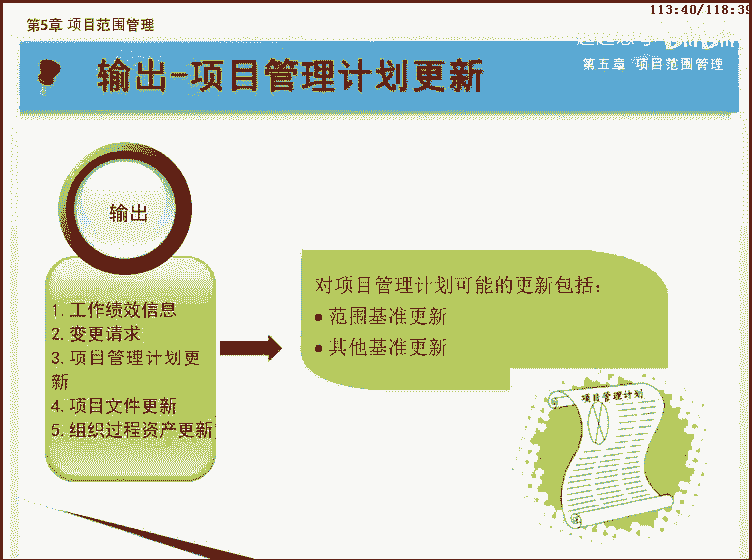 113:40/118:39
第5章 项目范围管理
输出-项目管理计划更新
第五章 项目范围管理
输出
1. 工作绩效信息
2. 变更请求
3. 项目管理计划更
新
4. 项目文件更新
5. 组织过程资产更新
对项目管理计划可能的更新包括：
● 范围基准更新
● 其他基准更新
项目管理计划